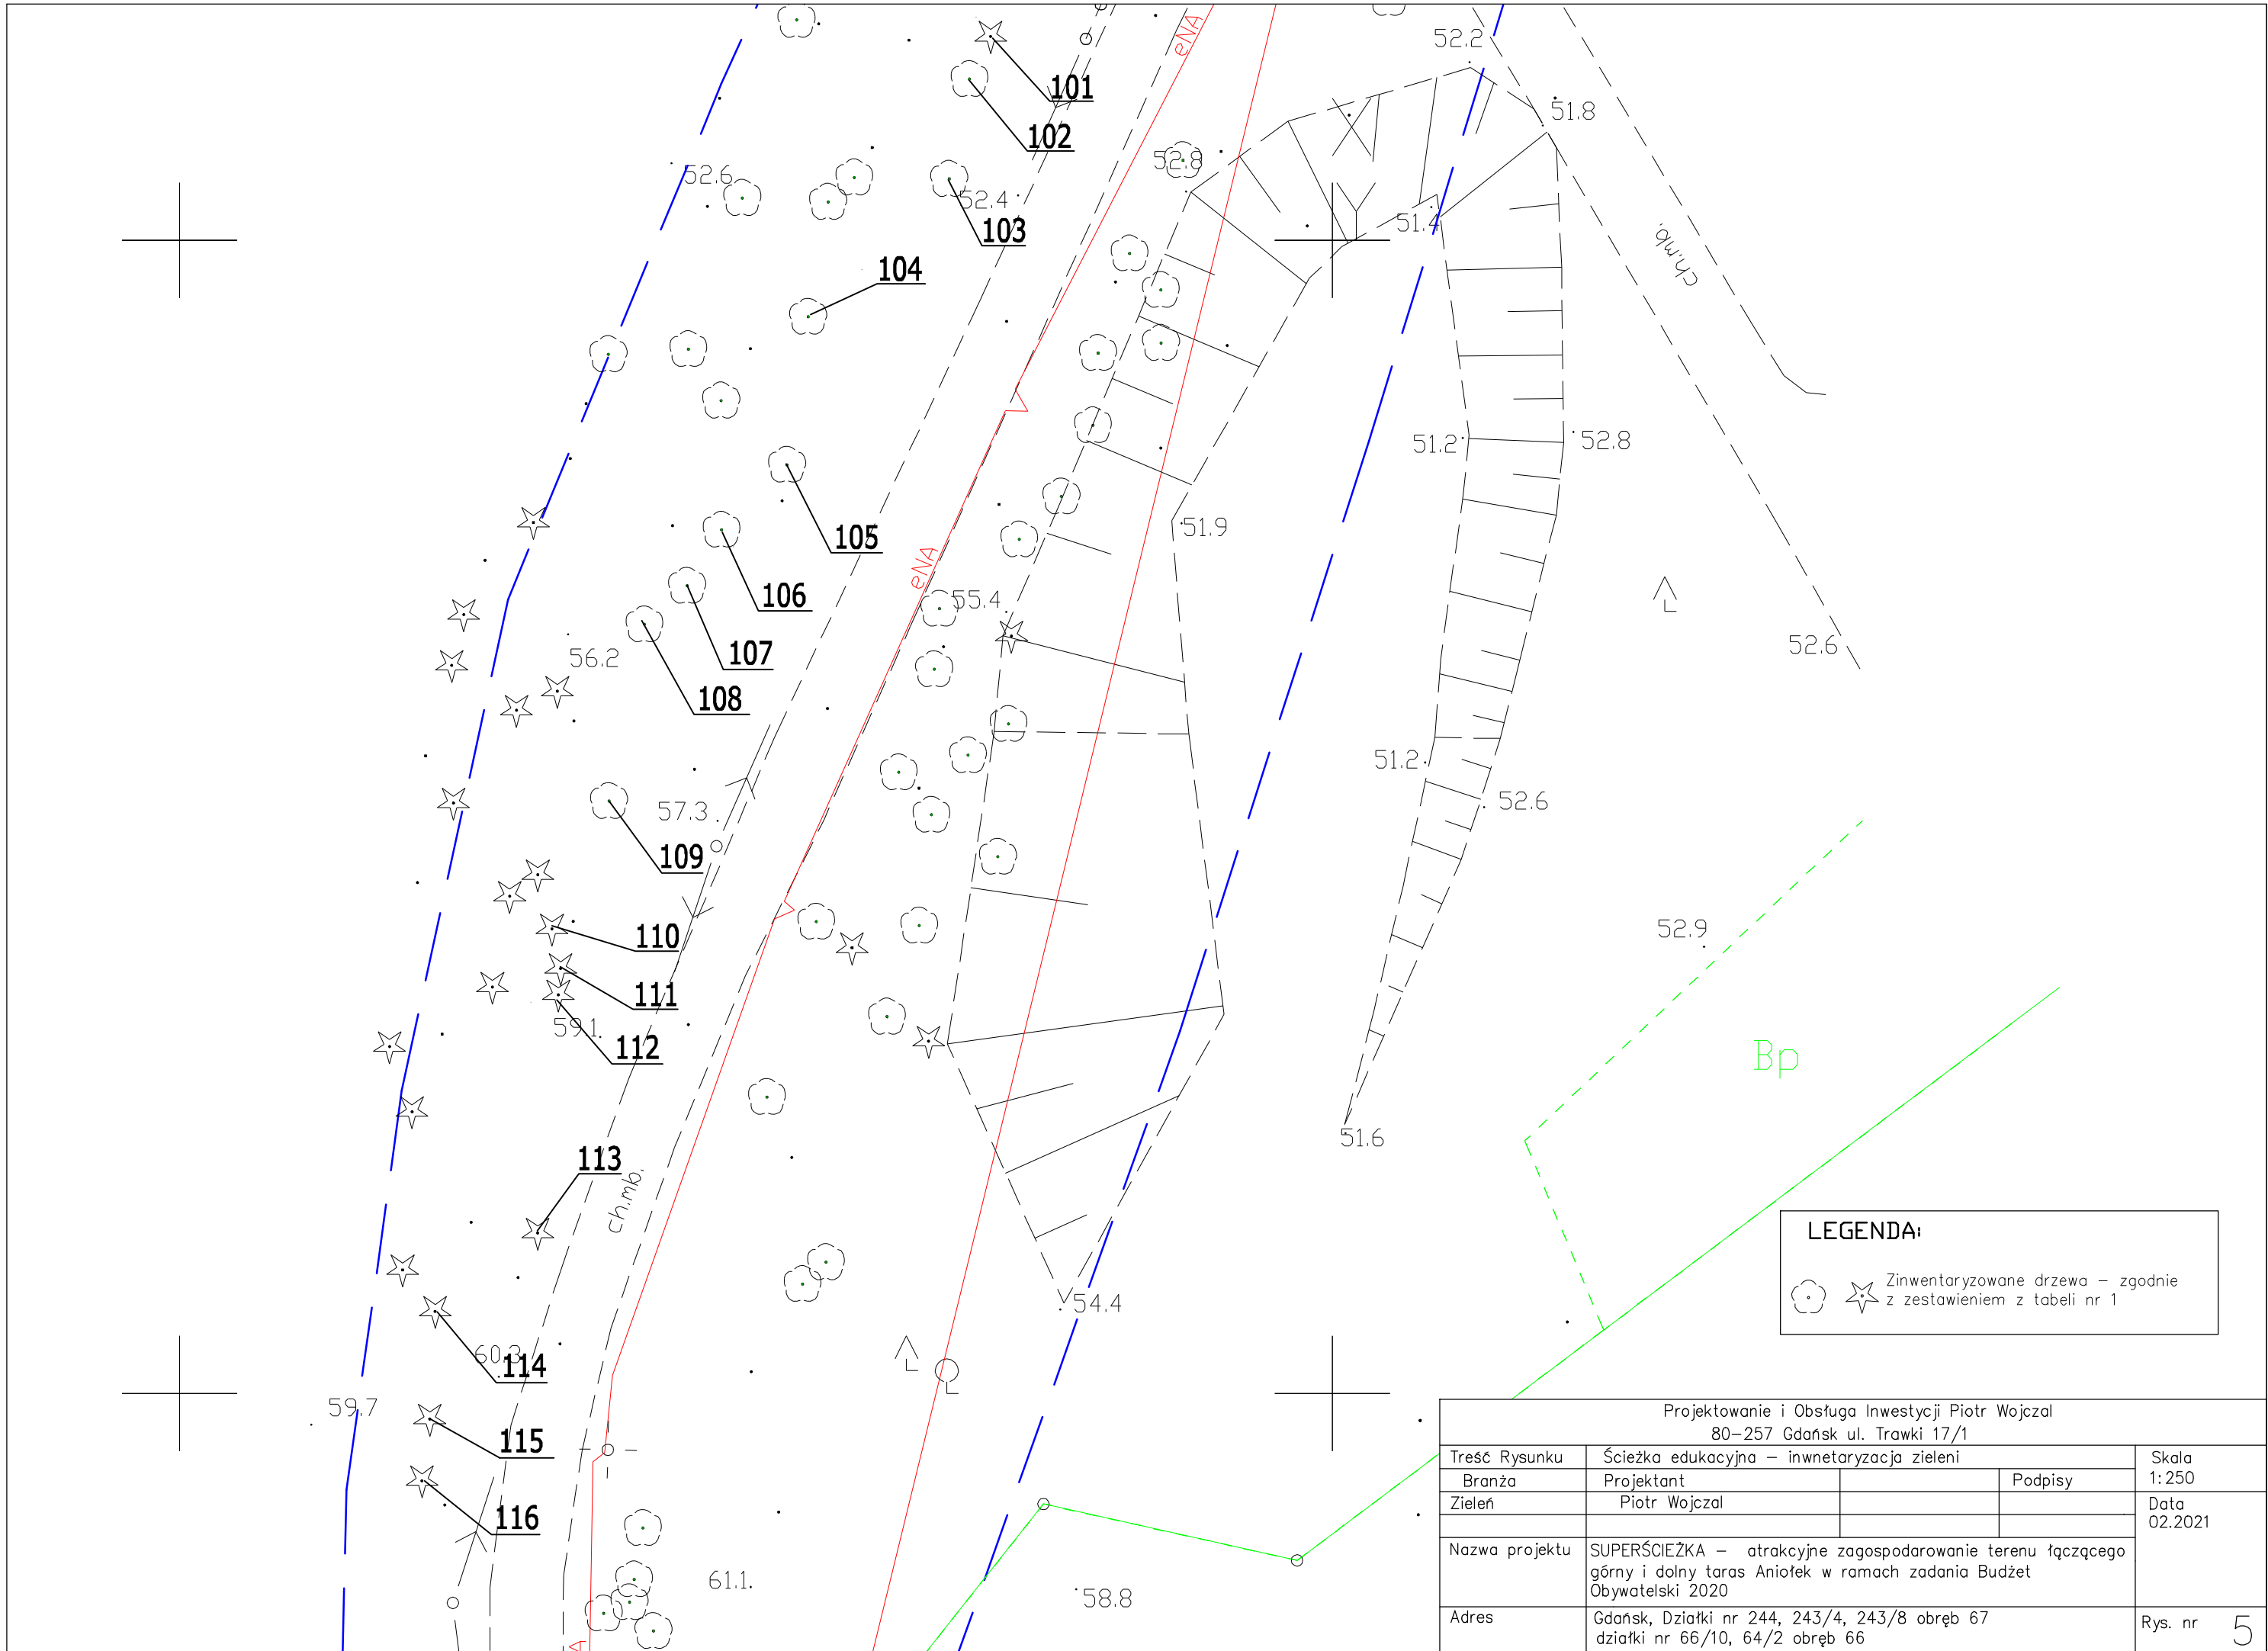 eNA
52.2
101
51.8
102
52.8
52.6
52.4
51.4
103
ch.mb.
104
51.2
52.8
51.9
105
eNA
106
55.4
52.6
107
56.2
108
51.2
52.6
57.3
109
52.9
110
111
59.1
112
Bp
51.6
113
ch.mb.
LEGENDA:
Zinwentaryzowane drzewa – zgodnie
z zestawieniem z tabeli nr 1
54.4
60.3
114
59.7
115
116
61.1
58.8
A
Projektowanie i Obsługa Inwestycji Piotr Wojczal
80-257 Gdańsk ul. Trawki 17/1
Treść Rysunku Ścieżka edukacyjna – inwnetaryzacja zieleni Skala
1:250
Branża Projektant Podpisy
Zieleń Piotr Wojczal Data
02.2021
Nazwa projektu SUPERŚCIEŻKA – atrakcyjne zagospodarowanie terenu łączącego
górny i dolny taras Aniołek w ramach zadania Budżet
Obywatelski 2020
Adres Gdańsk, Działki nr 244, 243/4, 243/8 obręb 67
działki nr 66/10, 64/2 obręb 66
Rys. nr 5